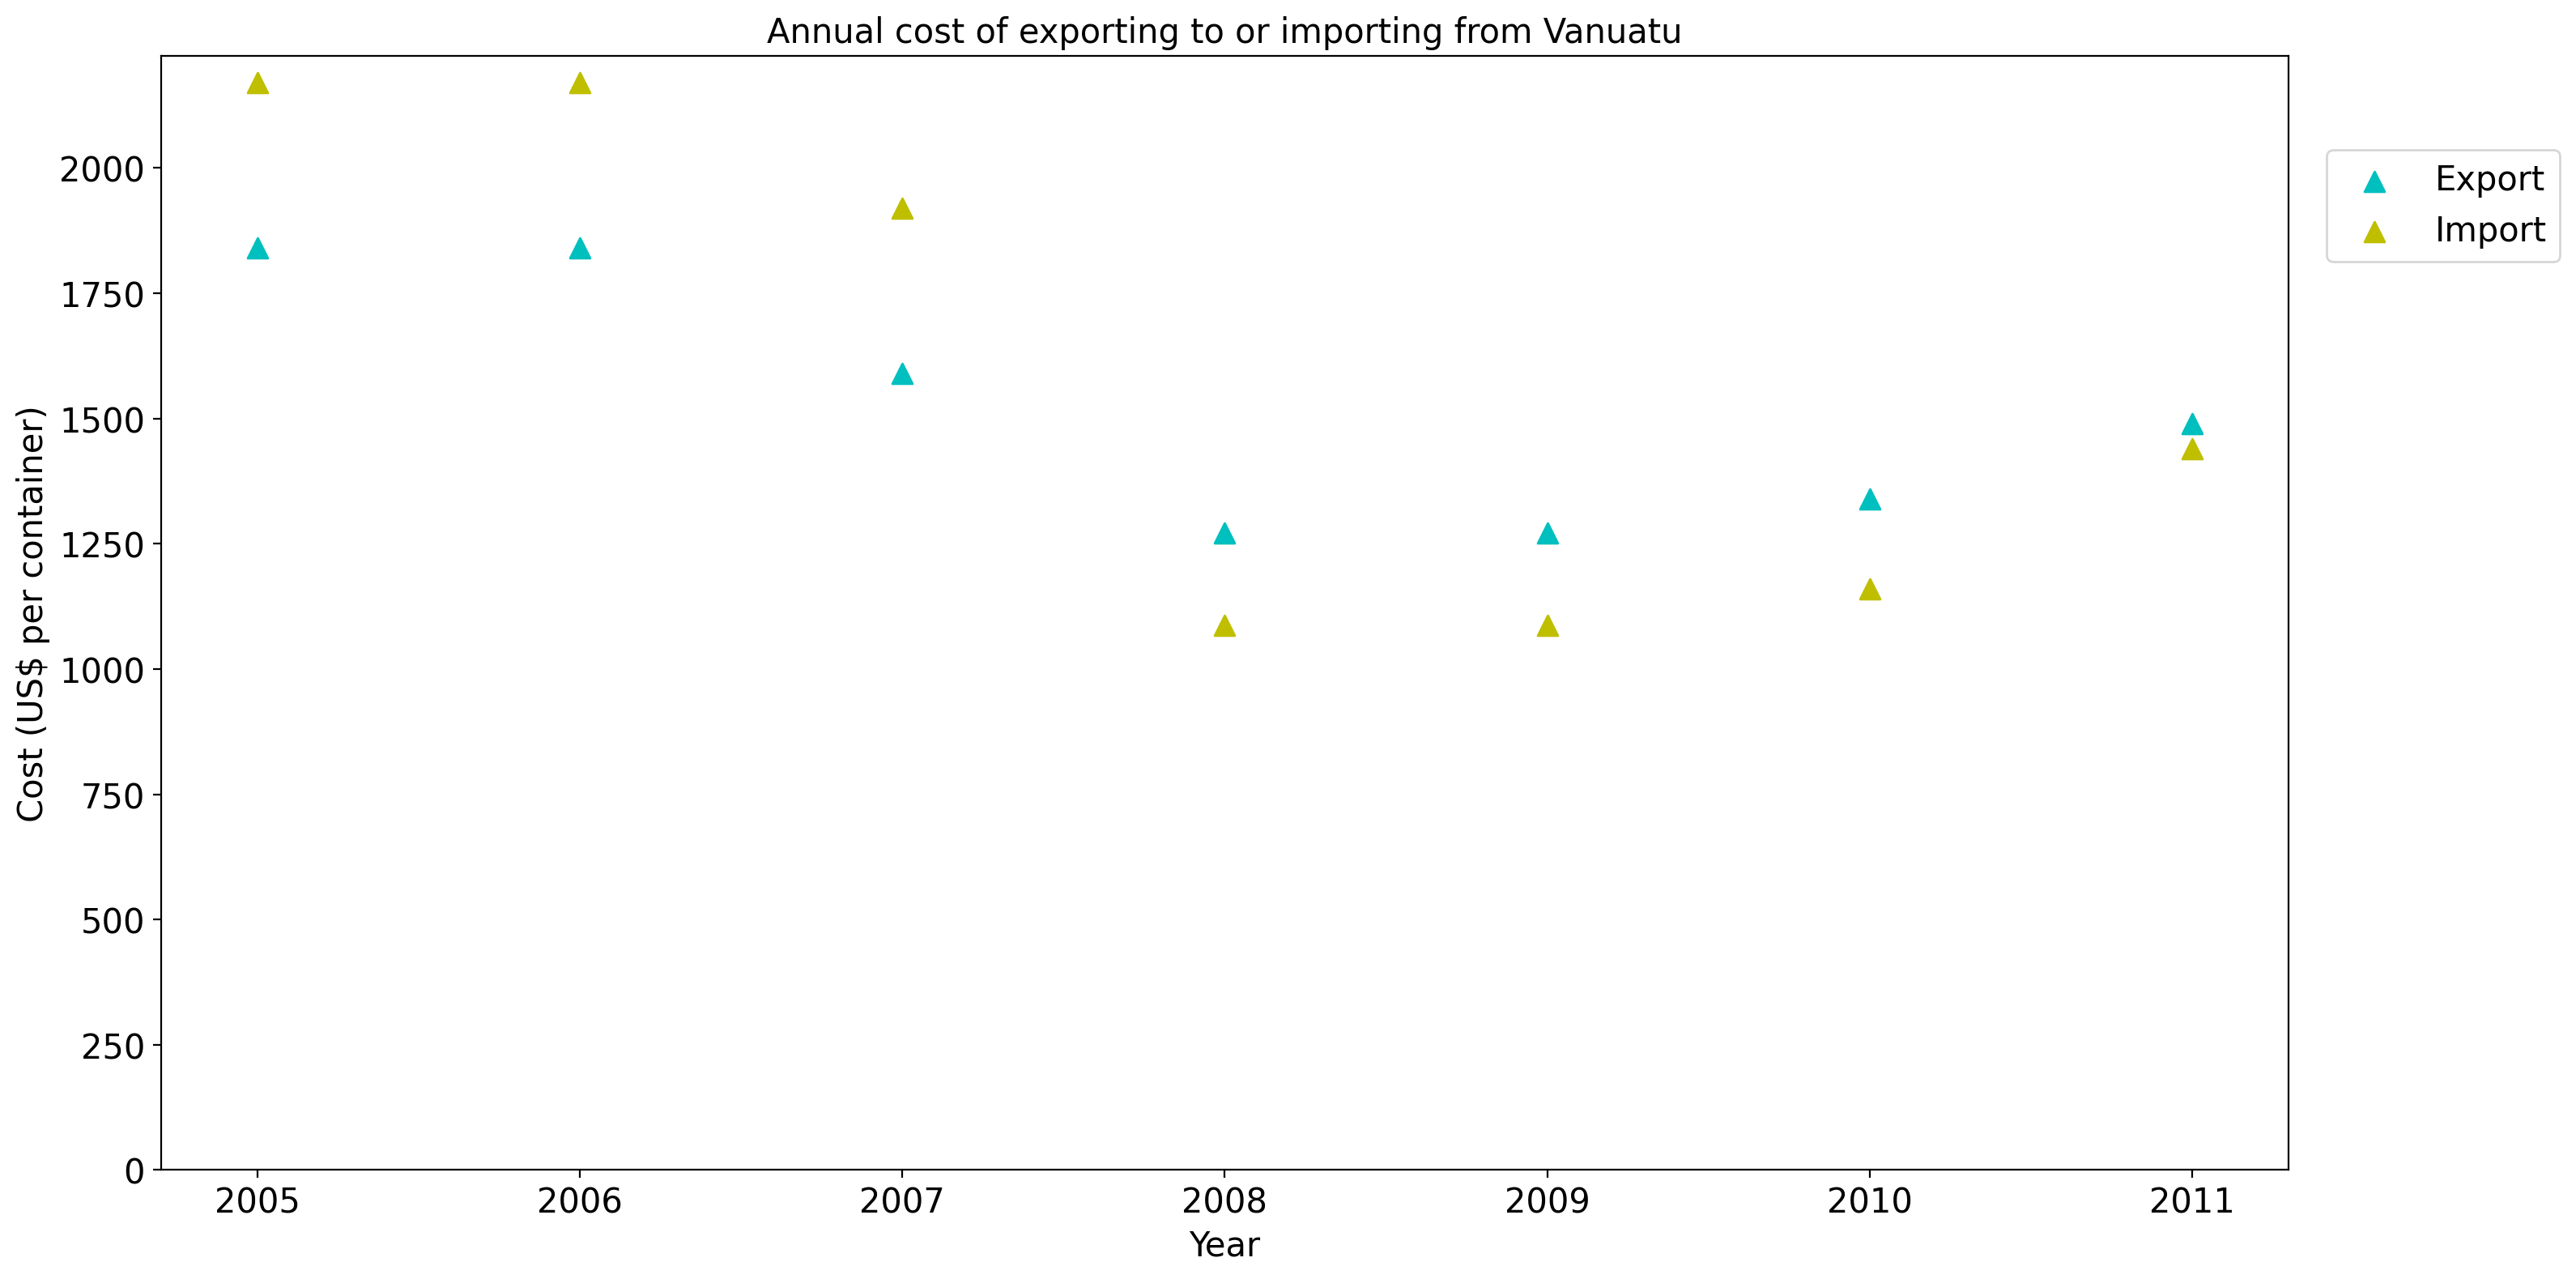 Annual cost of exporting to or importing from Vanuatu
Cost (US$ per container)
2000
1750
1500
1250
1000
750
500
250
0
2005 2006 2007 2008 2009 2010 2011
Year
Export
Import